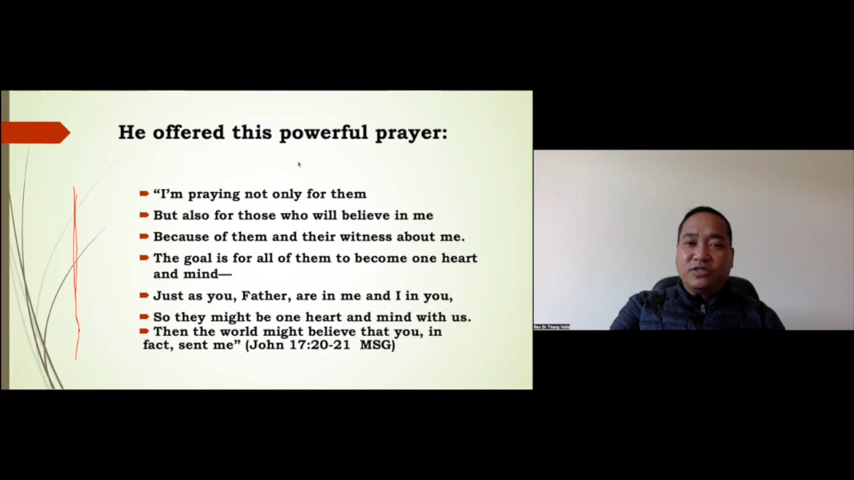 He offered this powerful prayer:
“I’m praying not only for them
But also for those who will believe in me
Because of them and their witness about me.
The goal is for all of them to become one heart
and mind—
Just as you, Father, are in me and I in you,
So they might be one heart and mind with us.
Then the world might believe that you, in
fact, sent me” (John 17:20-21 MSG)
Rev Dr Thang